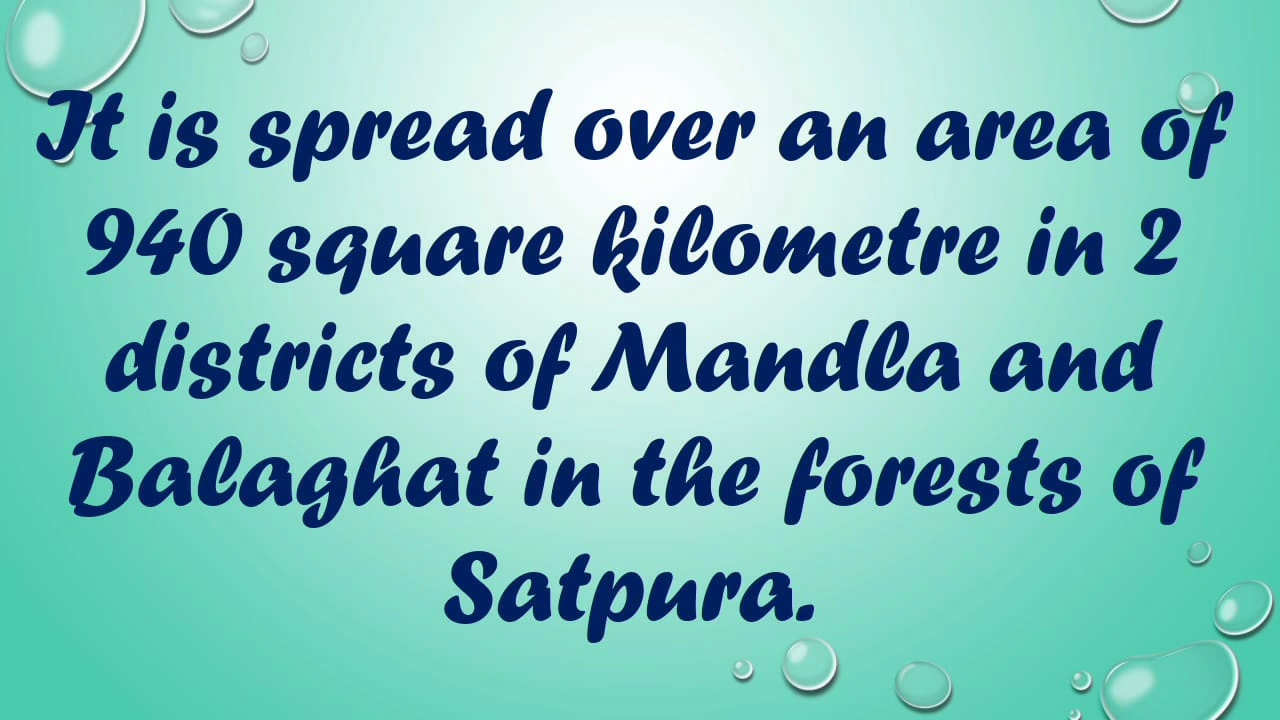 It is spread over an area of
940 square kilometre in 2
districts of Mandla and
Balaghat in the forests of
Satpura.